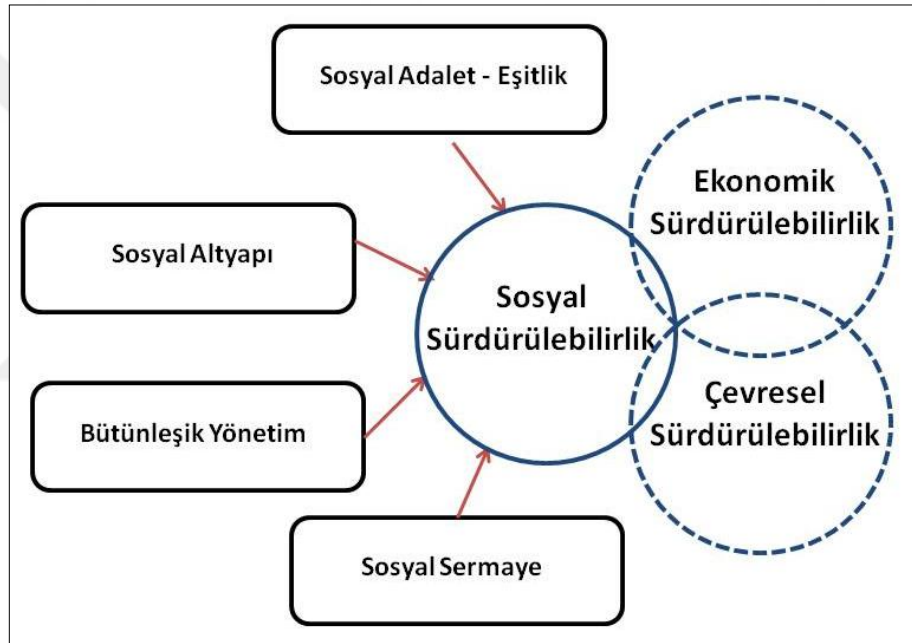 Sosyal Adalet - Eşitlik
Sosyal Altyapı
Bütünleşik Yönetim
Sosyal Sermaye
Sosyal
Sürdürülebilirlik
Ekonomik
Sürdürülebilirlik
Çevresel
Sürdürülebilirlik